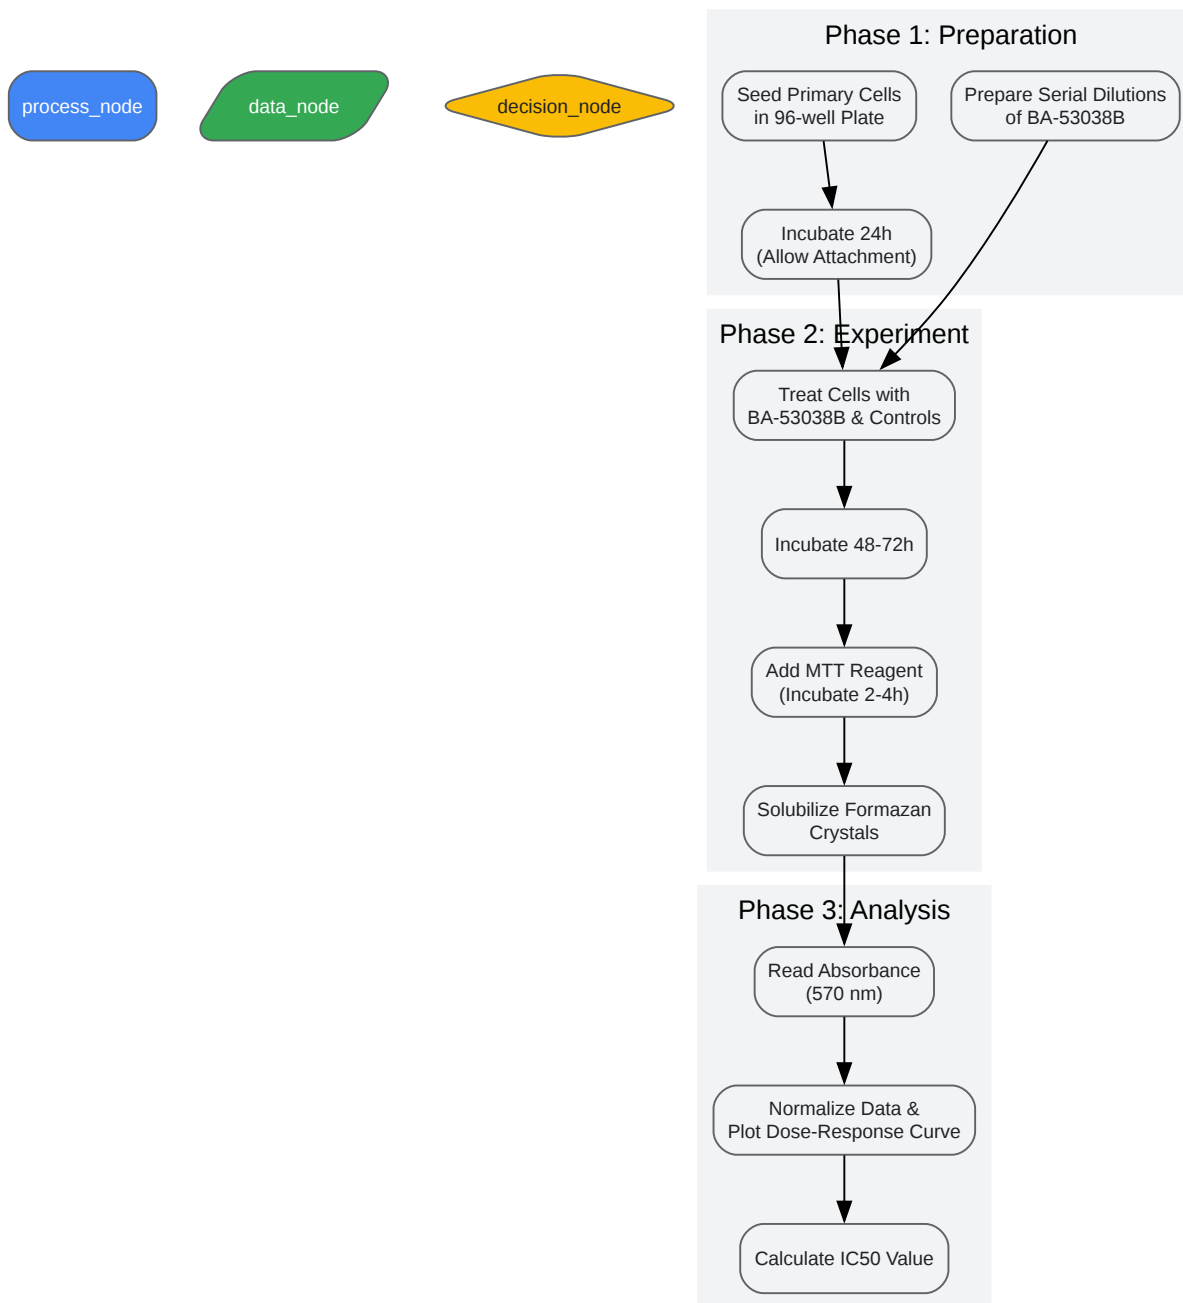 process_node
data_node
decision_node
Phase 1: Preparation
Seed Primary Cells
in 96-well Plate
Prepare Serial Dilutions
of BA-53038B
Incubate 24h
(Allow Attachment)
Phase 2: Experiment
Treat Cells with
BA-53038B & Controls
Incubate 48-72h
Add MTT Reagent
(Incubate 2-4h)
Solubilize Formazan
Crystals
Phase 3: Analysis
Read Absorbance
(570 nm)
Normalize Data &
Plot Dose-Response Curve
Calculate IC50 Value